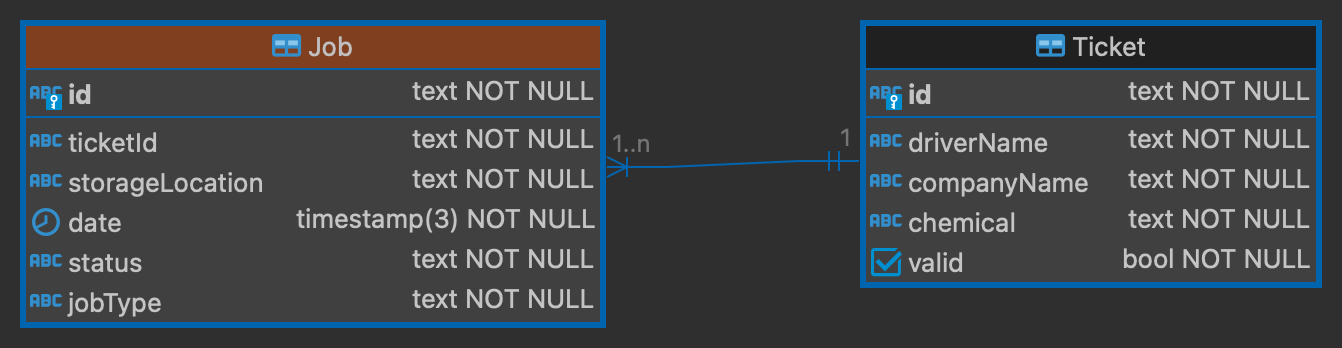 Job
ABC id text NOT NULL
ABC ticketId text NOT NULL
ABC storageLocation text NOT NULL
date timestamp(3) NOT NULL
ABC status text NOT NULL
ABC jobType text NOT NULL
1..n
1
Ticket
ABC id text NOT NULL
ABC driverName text NOT NULL
ABC companyName text NOT NULL
ABC chemical text NOT NULL
valid bool NOT NULL